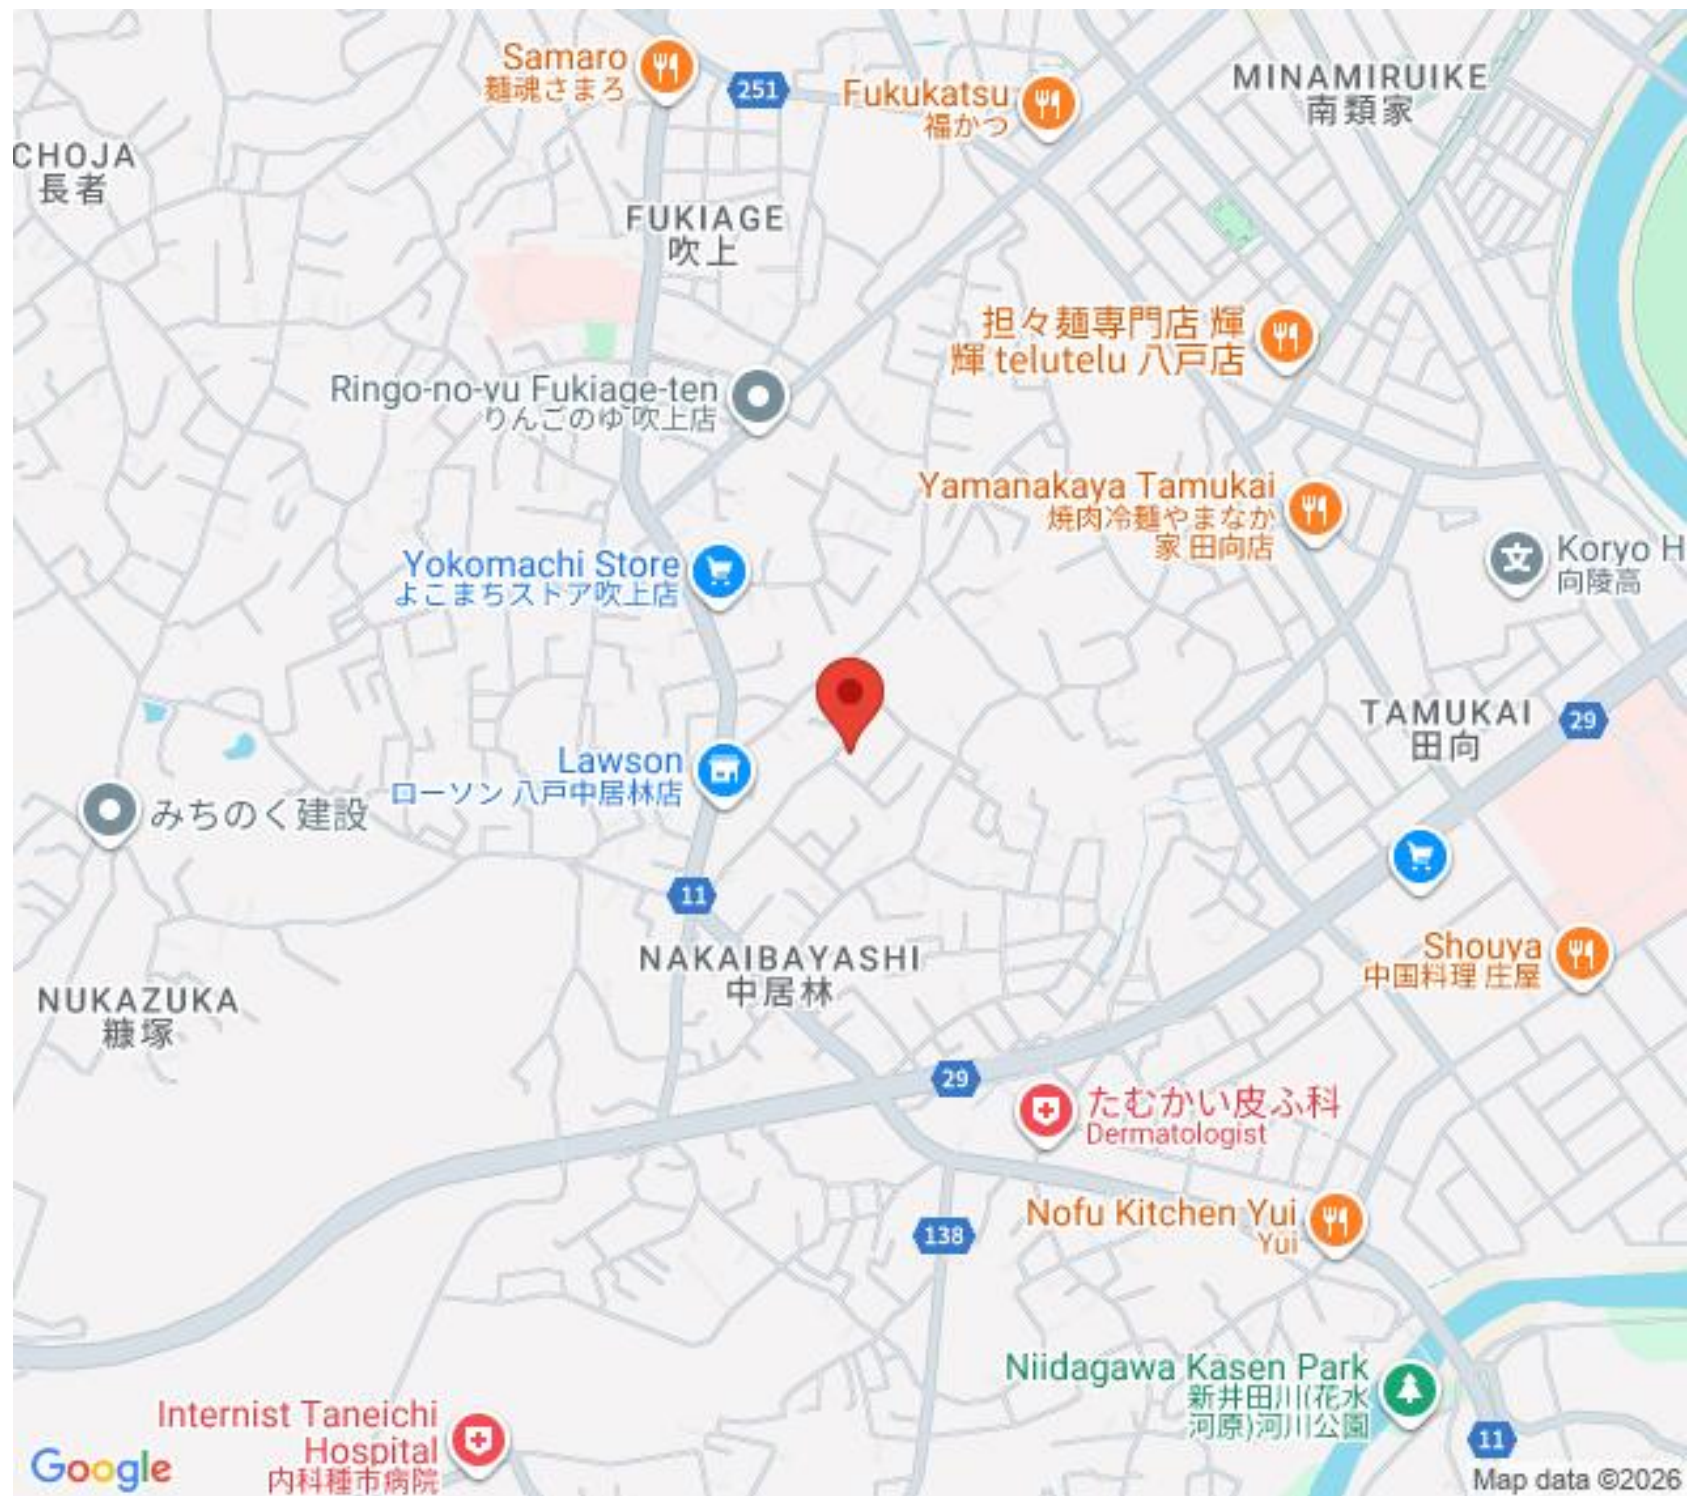 Samaro
麺魂さまろ
251
Fukukatsu
福かつ
MINAMIRUIKE
南類家
CHOJA
長者
FUKIAGE
吹上
担々麺専門店 輝
輝 telutelu 八戸店
Ringo-no-yu Fukiage-ten
りんごのゆ 吹上店
Yamanakaya Tamukai
焼肉冷麺やまなか
家 田向店
Koryo H
向陵高
Yokomachi Store
よこまちストア吹上店
TAMUKAI
田向
29
Lawson
ローソン 八戸中居林店
みちのく建設
11
NAKAIBAYASHI
中居林
Shouya
中国料理 庄屋
NUKAZUKA
糠塚
29
たむかい皮ふ科
Dermatologist
Nofu Kitchen Yui
Yui
138
Niidagawa Kasen Park
新井田川(花水
河原)河川公園
Internist Taneichi
Hospital
内科種市病院
11
Google
Map data ©2026